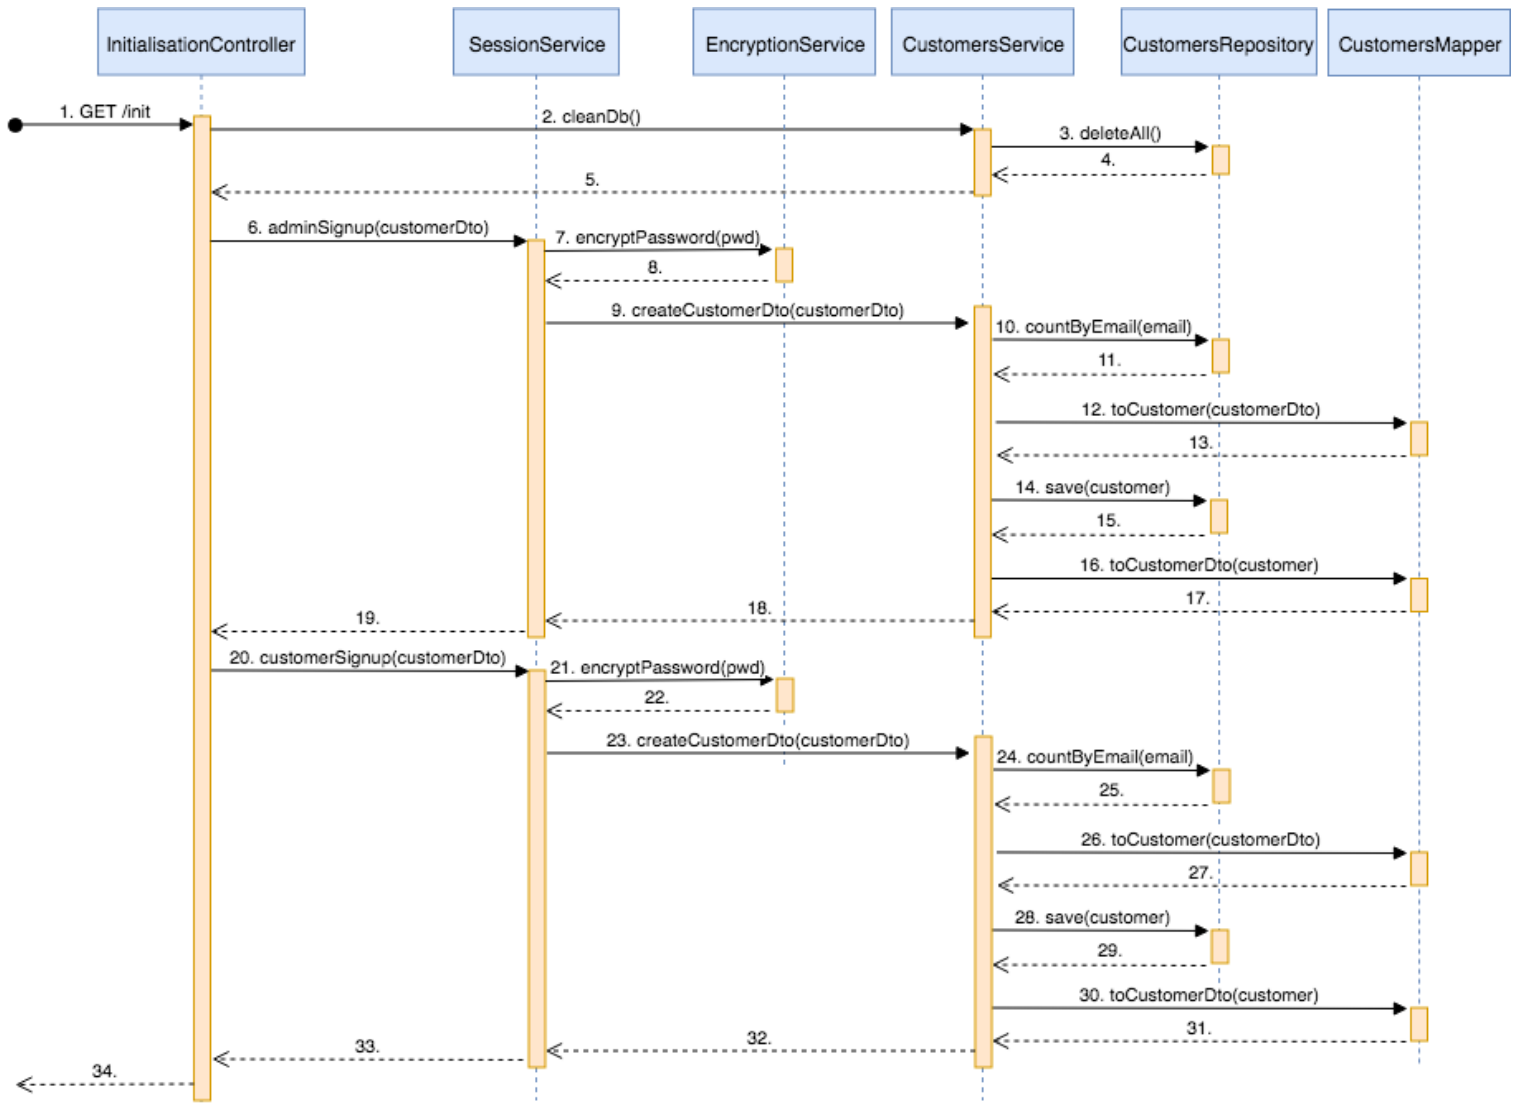 InitialisationController
SessionService
EncryptionService
CustomersService
CustomersRepository
CustomersMapper
1. GET /init
2. cleanDb()
3. deleteAll()
4.
5.
6. adminSignup(customerDto)
7. encryptPassword(pwd)
8.
9. createCustomerDto(customerDto)
10. countByEmail(email)
11.
12. toCustomer(customerDto)
13.
14. save(customer)
15.
16. toCustomerDto(customer)
17.
18.
19.
20. customerSignup(customerDto)
21. encryptPassword(pwd)
22.
23. createCustomerDto(customerDto)
24. countByEmail(email)
25.
26. toCustomer(customerDto)
27.
28. save(customer)
29.
30. toCustomerDto(customer)
31.
32.
33.
34.